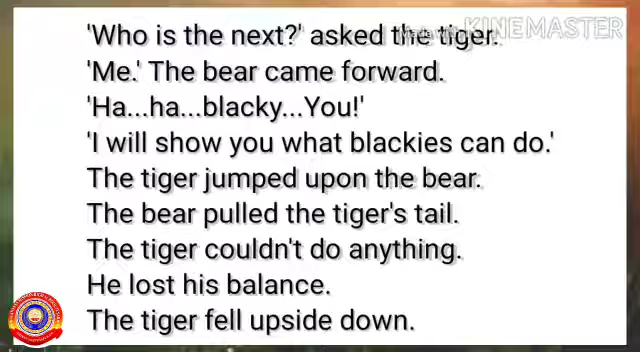 'Who is the next?' asked the tiger.
'Me.' The bear came forward.
'Ha...ha...blacky...You!'
'I will show you what blackies can do.'
The tiger jumped upon the bear.
The bear pulled the tiger's tail.
The tiger couldn't do anything.
He lost his balance.
The tiger fell upside down.
KINEMASTER